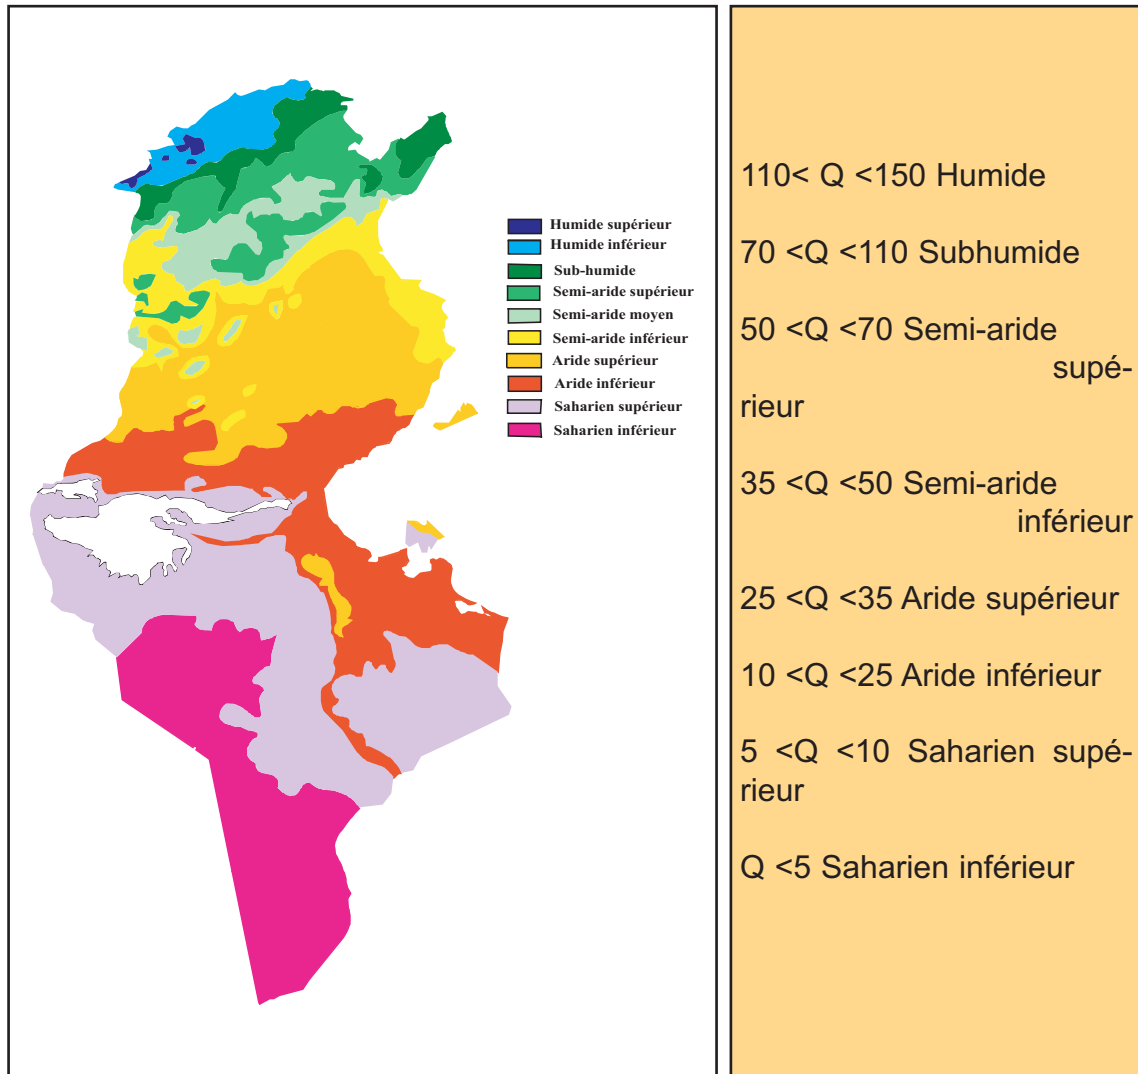 Humide supérieur
Humide inférieur
Sub-humide
Semi-aride supérieur
Semi-aride moyen
Semi-aride inférieur
Aride supérieur
Aride inférieur
Saharien supérieur
Saharien inférieur
110< Q <150 Humide
70 <Q <110 Subhumide
50 <Q <70 Semi-aride
supé-
rieur
35 <Q <50 Semi-aride
inférieur
25 <Q <35 Aride supérieur
10 <Q <25 Aride inférieur
5 <Q <10 Saharien supé-
rieur
Q <5 Saharien inférieur